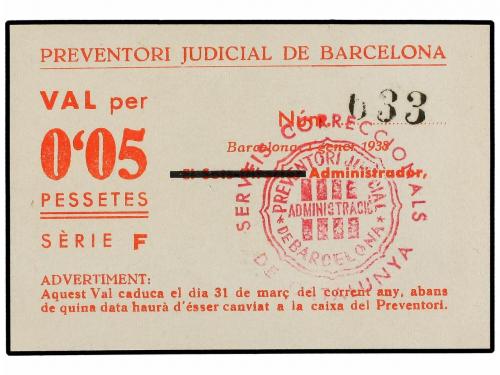 PREVENTORI JUDICIAL DE BARCELONA
VAL per
0'05
PESSETES
SÈRIE F
Núm. 633
Barcelona, 1 gener 1938
Administrador,
SERVEIS CORRECCIONALS
DE CATALUNYA
PREVENTORI JUDICIAL
ADMINISTRACIÓ
DE BARCELONA
ADVERTIMENT:
Aquest Val caduca el dia 31 de març del corrent any, abans
de quina data haurà d'ésser canviat a la caixa del Preventori.